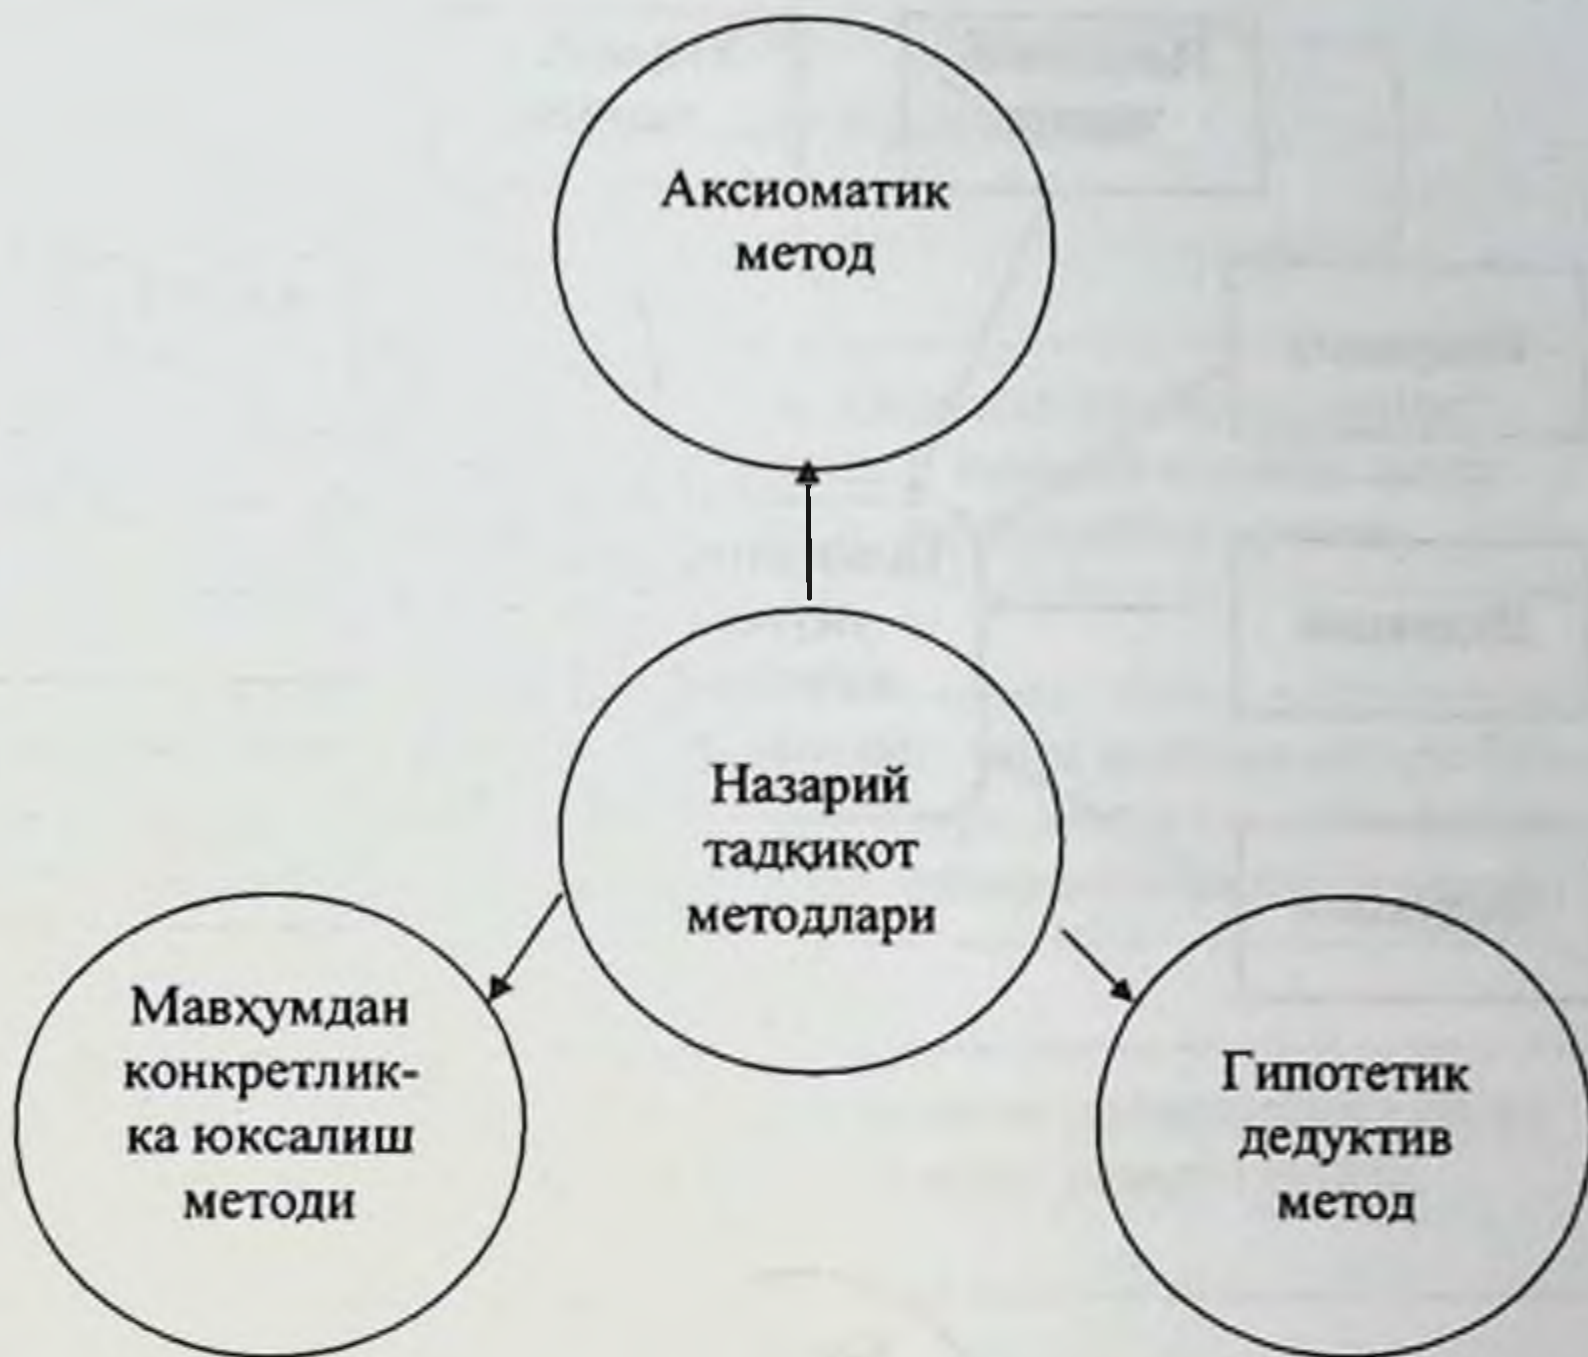 Аксиоматик
метод
Назарий
тадқиқот
методлари
Мавҳумдан
конкретлик-
ка юксалиш
методи
Гипотетик
дедуктив
метод